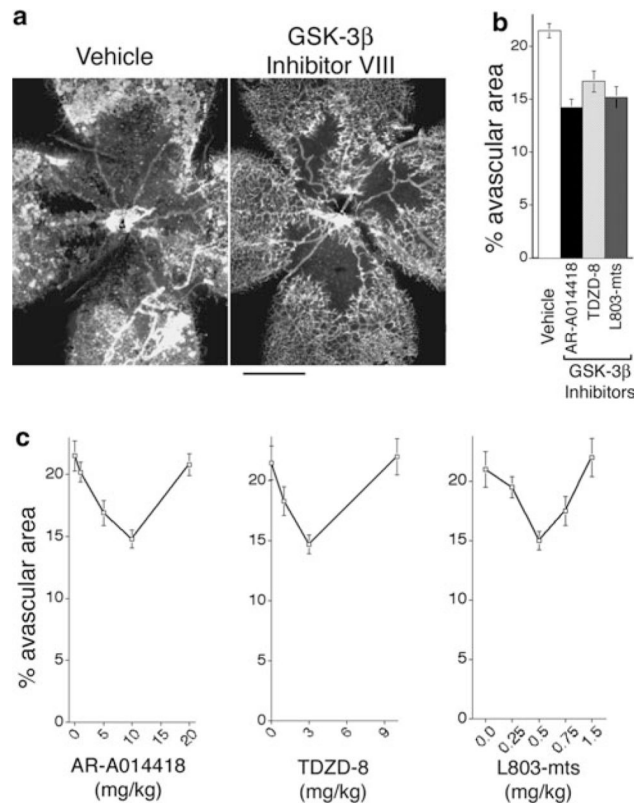 a
Vehicle
GSK-3β
Inhibitor VIII
b
% avascular area
20
15
10
5
0
Vehicle
AR-A014418
TDZD-8
L803-mts
GSK-3β
Inhibitors
c
% avascular area
20
15
10
5
0
0
5
10
20
AR-A014418
(mg/kg)
20
15
10
5
0
0
3
6
9
TDZD-8
(mg/kg)
20
15
10
5
0
0.0
0.25
0.5
0.75
1.5
L803-mts
(mg/kg)